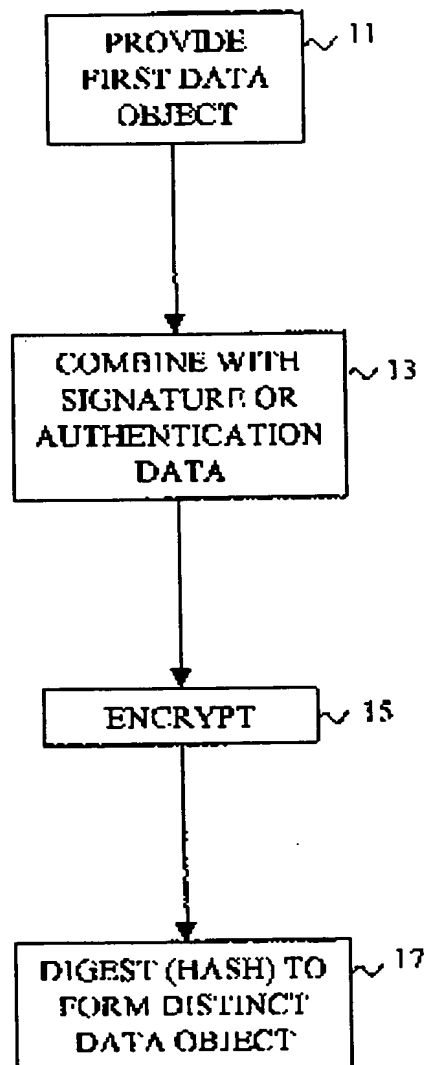 PROVIDE
FIRST DATA
OBJECT
11
COMBINE WITH
SIGNATURE OR
AUTHENTICATION
DATA
13
ENCRYPT
15
DIGEST (HASH) TO
FORM DISTINCT
DATA OBJECT
17